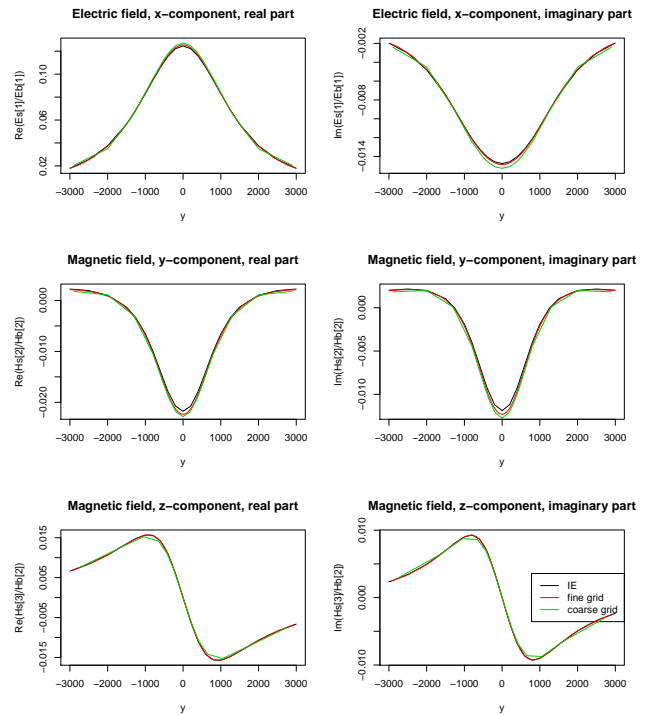 Electric field, x−component, real part
Re(Es[1]/Eb[1])
0.02 0.06 0.10
−3000 −2000 −1000 0 1000 2000 3000
y
Electric field, x−component, imaginary part
Im(Es[1]/Eb[1])
−0.014 −0.008 −0.002
−3000 −2000 −1000 0 1000 2000 3000
y
Magnetic field, y−component, real part
Re(Hs[2]/Hb[2])
−0.020 −0.010 0.000
−3000 −2000 −1000 0 1000 2000 3000
y
Magnetic field, y−component, imaginary part
Im(Hs[2]/Hb[2])
−0.010 −0.005 0.000
−3000 −2000 −1000 0 1000 2000 3000
y
Magnetic field, z−component, real part
Re(Hs[3]/Hb[2])
−0.015 −0.005 0.005 0.015
−3000 −2000 −1000 0 1000 2000 3000
y
Magnetic field, z−component, imaginary part
Im(Hs[3]/Hb[2])
−0.010 0.000 0.010
−3000 −2000 −1000 0 1000 2000 3000
y
IE
fine grid
coarse grid